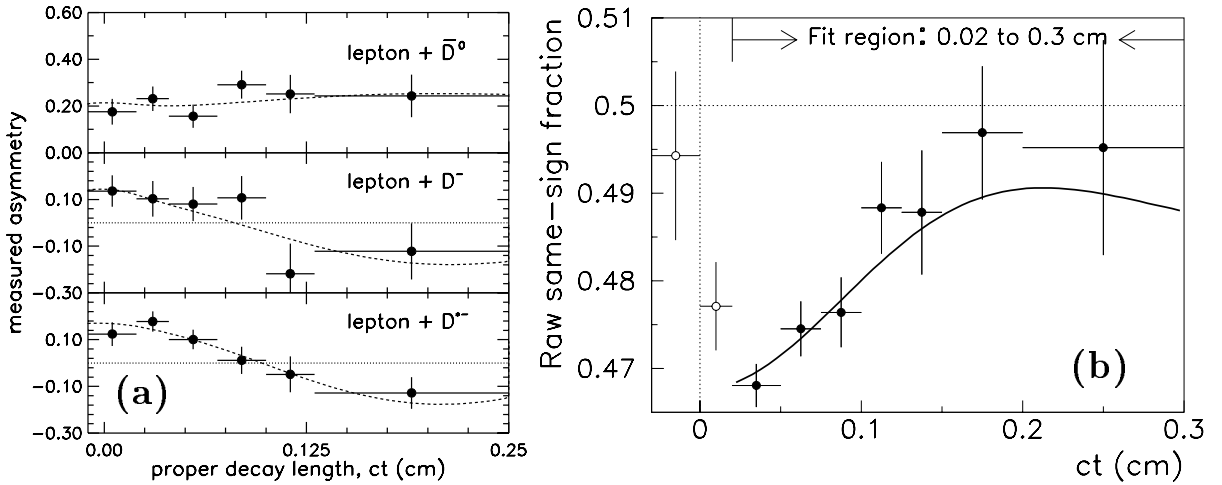 measured asymmetry
0.60
0.40
0.20
0.00
lepton + D̅⁰
0.10
-0.10
-0.30
lepton + D⁻
0.10
-0.10
-0.30
lepton + D*⁻
(a)
0.00
0.125
0.25
proper decay length, ct (cm)
Raw same-sign fraction
0.51
0.5
0.49
0.48
0.47
Fit region: 0.02 to 0.3 cm
(b)
0
0.1
0.2
0.3
ct (cm)